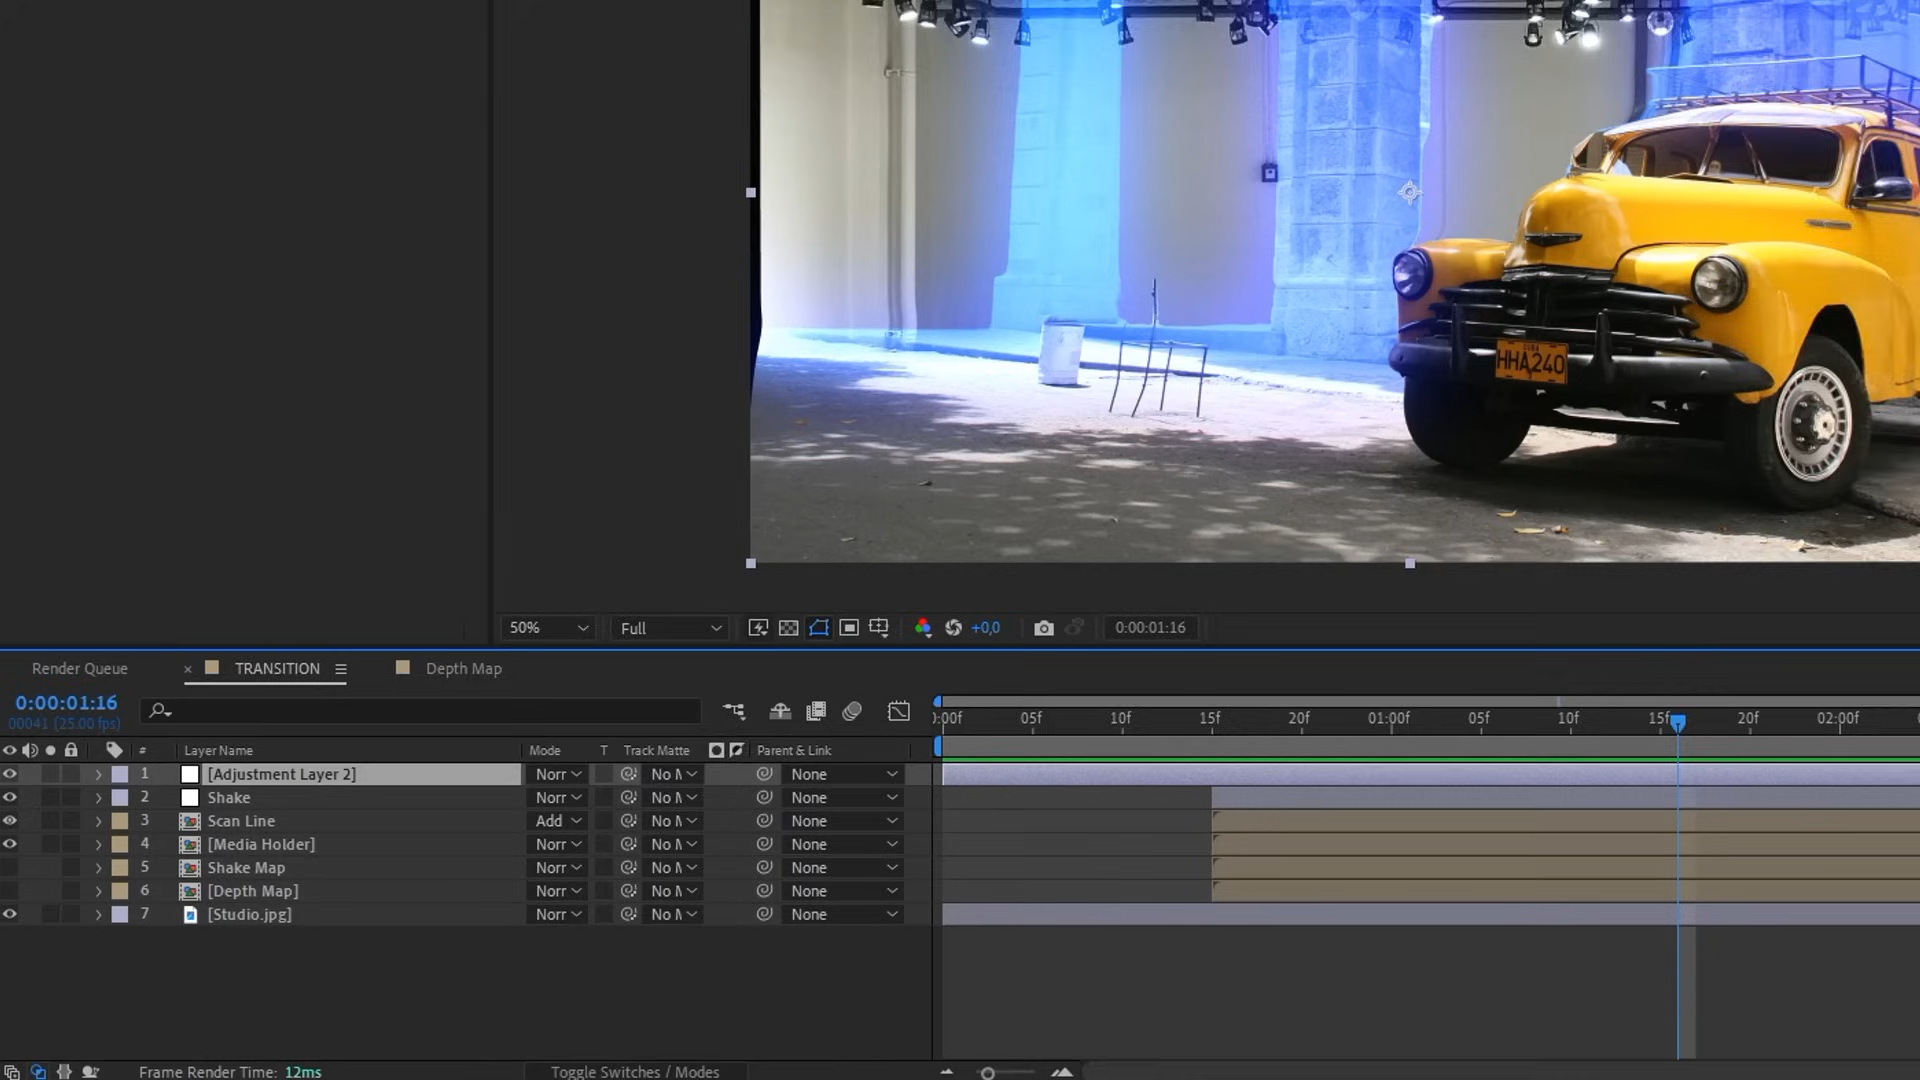 CUBA
HHA240
50%
Full
+0,0
0:00:01:16
Render Queue
× TRANSITION
Depth Map
0:00:01:16
00041 (25.00 fps)
0:00f 05f 10f 15f 20f 01:00f 05f 10f 15f 20f 02:00f
# Layer Name Mode T Track Matte Parent & Link
1 [Adjustment Layer 2] Norr No M None
2 Shake Norr No M None
3 Scan Line Add No M None
4 [Media Holder] Norr No M None
5 Shake Map Norr No M None
6 [Depth Map] Norr No M None
7 [Studio.jpg] Norr No M None
Frame Render Time: 12ms
Toggle Switches / Modes